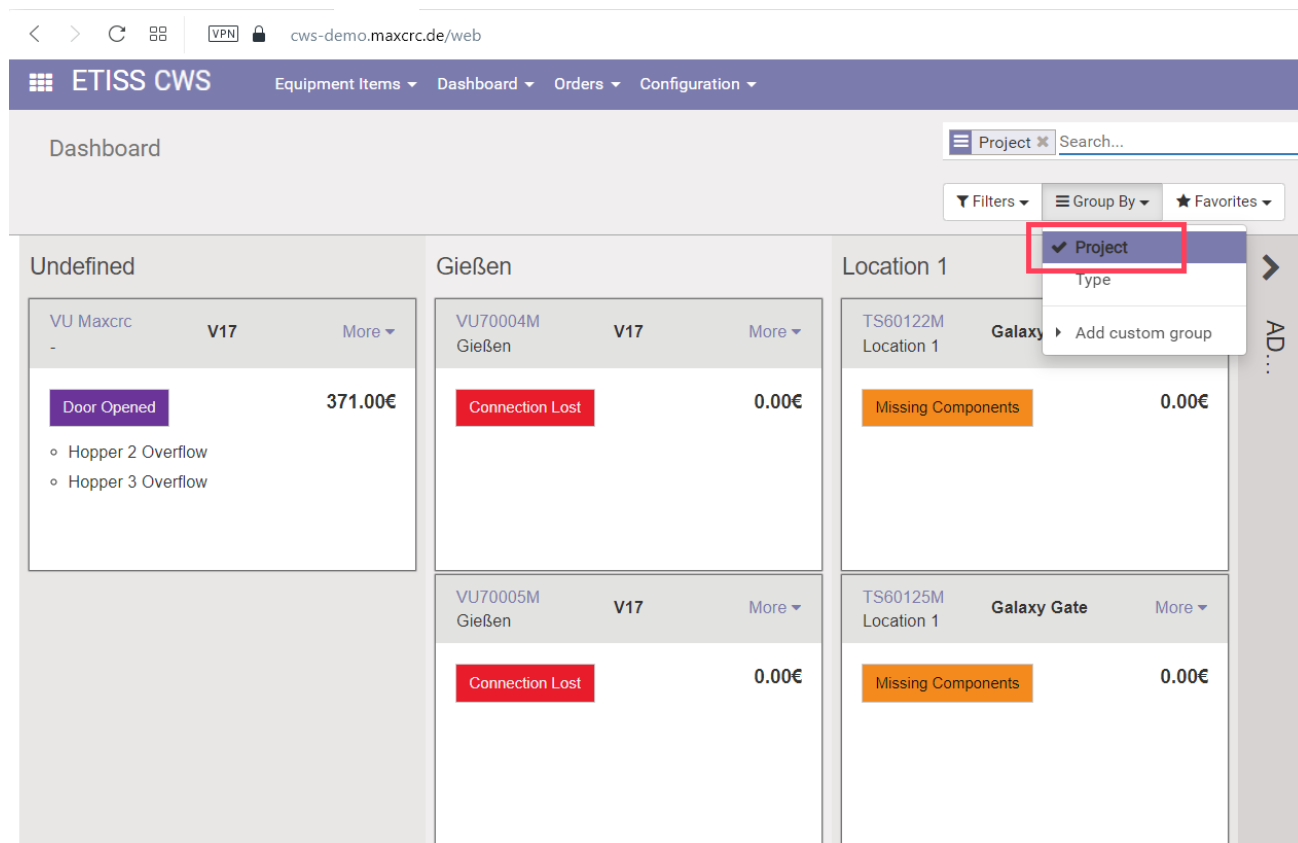 VPN cws-demo.maxcrc.de/web
ETISS CWS Equipment Items Dashboard Orders Configuration
Dashboard
Project Search...
Filters Group By Favorites
Project
Type
Add custom group
Undefined
VU Maxcrc
-
V17
More
Door Opened
371.00€
Hopper 2 Overflow
Hopper 3 Overflow
Gießen
VU70004M
Gießen
V17
More
Connection Lost
0.00€
VU70005M
Gießen
V17
More
Connection Lost
0.00€
Location 1
TS60122M
Location 1
Galaxy
Missing Components
0.00€
TS60125M
Location 1
Galaxy Gate
More
Missing Components
0.00€
AD...